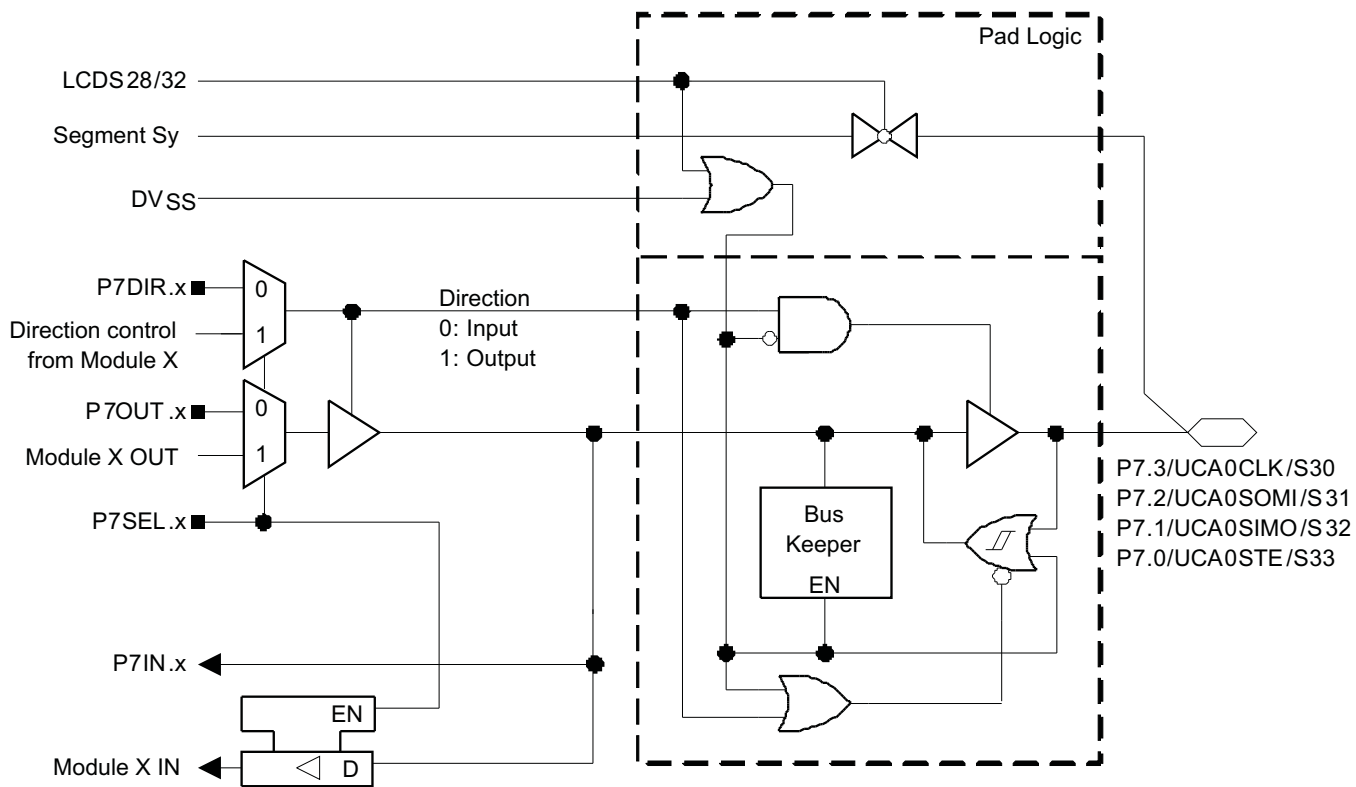 Pad Logic
LCDS28/32
Segment Sy
DVSS
P7DIR.x
0
1
Direction control
from Module X
Direction
0: Input
1: Output
P7OUT.x
0
1
Module X OUT
P7SEL.x
Bus
Keeper
EN
P7.3/UCA0CLK/S30
P7.2/UCA0SOMI/S31
P7.1/UCA0SIMO/S32
P7.0/UCA0STE/S33
P7IN.x
EN
D
Module X IN